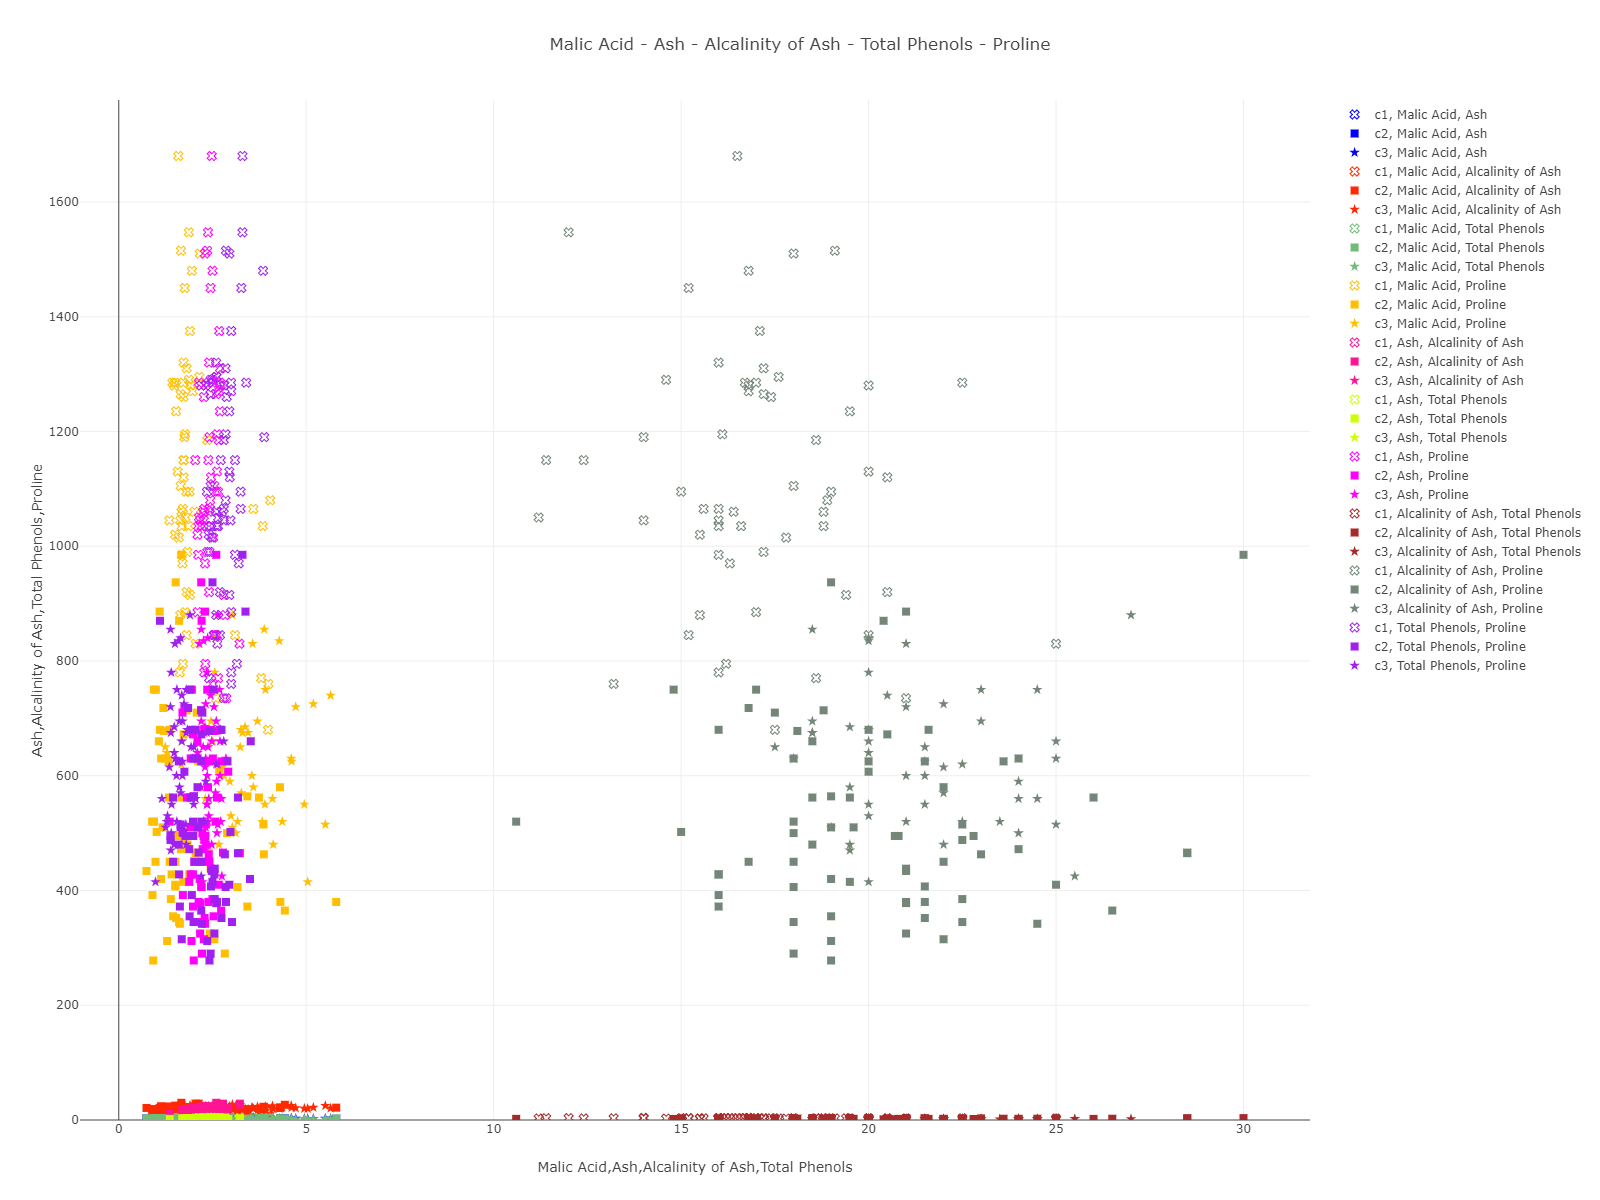 Malic Acid - Ash - Alcalinity of Ash - Total Phenols - Proline
1600
1400
1200
1000
800
600
400
200
0
Ash,Alcalinity of Ash,Total Phenols,Proline
0 5 10 15 20 25 30
Malic Acid,Ash,Alcalinity of Ash,Total Phenols
c1, Malic Acid, Ash
c2, Malic Acid, Ash
c3, Malic Acid, Ash
c1, Malic Acid, Alcalinity of Ash
c2, Malic Acid, Alcalinity of Ash
c3, Malic Acid, Alcalinity of Ash
c1, Malic Acid, Total Phenols
c2, Malic Acid, Total Phenols
c3, Malic Acid, Total Phenols
c1, Malic Acid, Proline
c2, Malic Acid, Proline
c3, Malic Acid, Proline
c1, Ash, Alcalinity of Ash
c2, Ash, Alcalinity of Ash
c3, Ash, Alcalinity of Ash
c1, Ash, Total Phenols
c2, Ash, Total Phenols
c3, Ash, Total Phenols
c1, Ash, Proline
c2, Ash, Proline
c3, Ash, Proline
c1, Alcalinity of Ash, Total Phenols
c2, Alcalinity of Ash, Total Phenols
c3, Alcalinity of Ash, Total Phenols
c1, Alcalinity of Ash, Proline
c2, Alcalinity of Ash, Proline
c3, Alcalinity of Ash, Proline
c1, Total Phenols, Proline
c2, Total Phenols, Proline
c3, Total Phenols, Proline